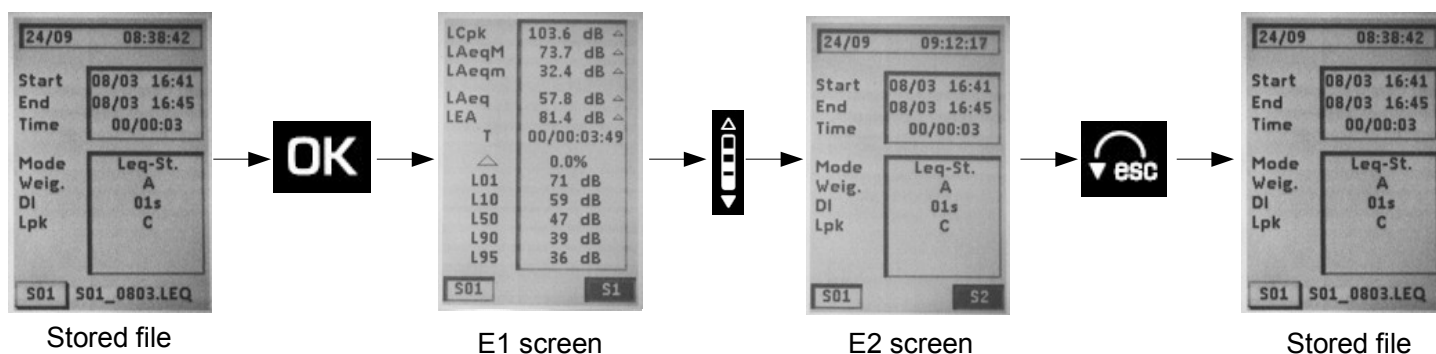 24/09 08:38:42
Start 08/03 16:41
End 08/03 16:45
Time 00/00:03
Mode Leq-St.
Weig. A
DI 01s
Lpk C
S01 S01_0803.LEQ
Stored file
OK
LCpk 103.6 dB
LAeqM 73.7 dB
LAeqm 32.4 dB
LAeq 57.8 dB
LEA 81.4 dB
T 00/00:03:49
0.0%
L01 71 dB
L10 59 dB
L50 47 dB
L90 39 dB
L95 36 dB
S01 S1
E1 screen
24/09 09:12:17
Start 08/03 16:41
End 08/03 16:45
Time 00/00:03
Mode Leq-St.
Weig. A
DI 01s
Lpk C
S01 S2
E2 screen
esc
24/09 08:38:42
Start 08/03 16:41
End 08/03 16:45
Time 00/00:03
Mode Leq-St.
Weig. A
DI 01s
Lpk C
S01 S01_0803.LEQ
Stored file